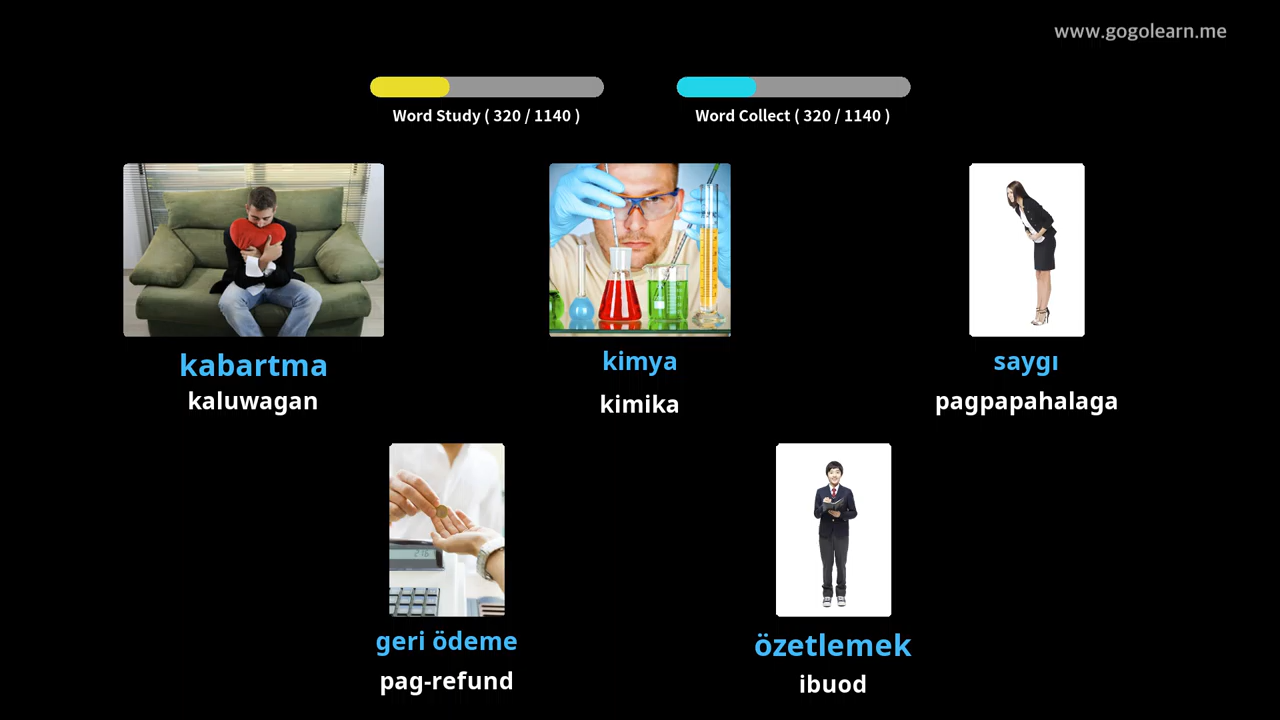 www.gogolearn.me
Word Study ( 320 / 1140 )
Word Collect ( 320 / 1140 )
kabartma
kaluwagan
kimya
kimika
saygı
pagpapahalaga
geri ödeme
pag-refund
özetlemek
ibuod